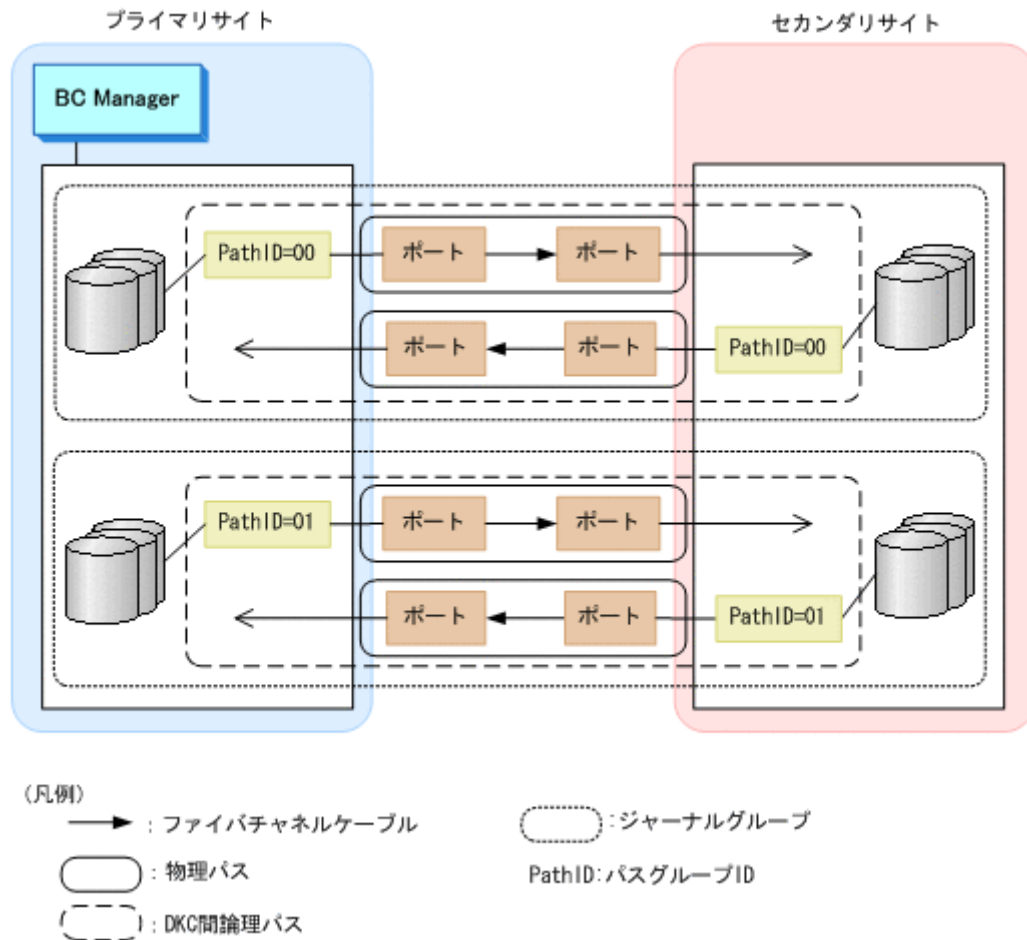 プライマリサイト
セカンダリサイト
BC Manager
PathID=00
ポート
ポート
ポート
ポート
PathID=00
PathID=01
ポート
ポート
ポート
ポート
PathID=01
(凡例)
:ファイバチャネルケーブル
:ジャーナルグループ
:物理パス
PathID:パスグループID
:DKC間論理パス